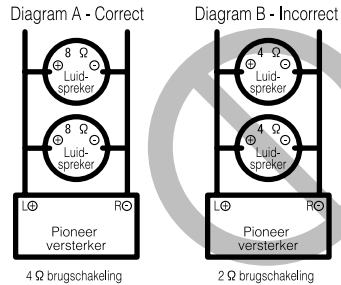 Diagram A - Correct
8 Ω
⊕ ⊖
Luid-
spreker
8 Ω
⊕ ⊖
Luid-
spreker
L⊕ R⊖
Pioneer
versterker
4 Ω brugschakeling
Diagram B - Incorrect
4 Ω
⊕ ⊖
Luid-
spreker
4 Ω
⊕ ⊖
Luid-
spreker
L⊕ R⊖
Pioneer
versterker
2 Ω brugschakeling